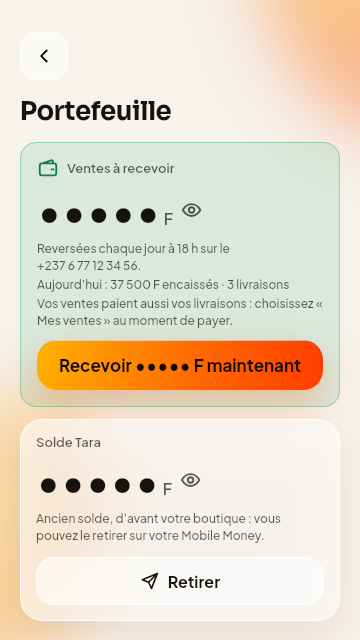 Portefeuille
Ventes à recevoir
●●●●● F
Reversées chaque jour à 18 h sur le
+237 6 77 12 34 56.
Aujourd'hui : 37 500 F encaissés · 3 livraisons
Vos ventes paient aussi vos livraisons : choisissez «
Mes ventes » au moment de payer.
Recevoir ●●●●● F maintenant
Solde Tara
●●●●● F
Ancien solde, d'avant votre boutique : vous
pouvez le retirer sur votre Mobile Money.
Retirer